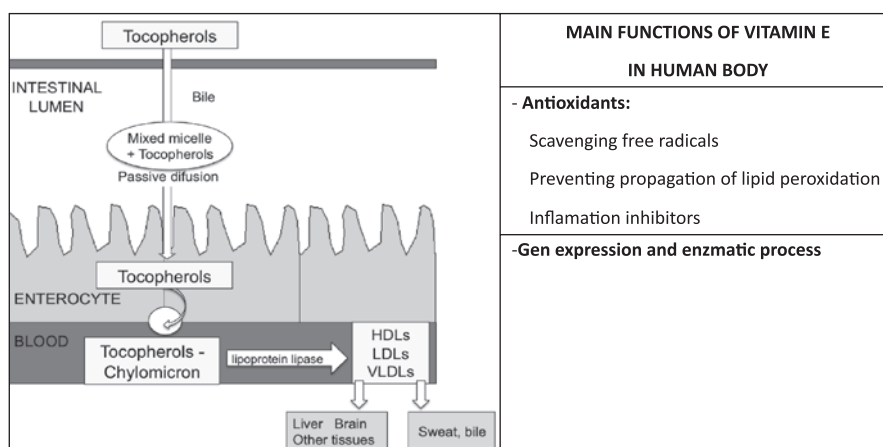 Tocopherols
INTESTINAL
LUMEN
Bile
Mixed micelle
+ Tocopherols
Passive difusion
Tocopherols
ENTEROCYTE
BLOOD
Tocopherols -
Chylomicron
lipoprotein lipase
HDLs
LDLs
VLDLs
Liver Brain
Other tissues
Sweat, bile
MAIN FUNCTIONS OF VITAMIN E
IN HUMAN BODY
- Antioxidants:
Scavenging free radicals
Preventing propagation of lipid peroxidation
Inflamation inhibitors
-Gen expression and enzmatic process